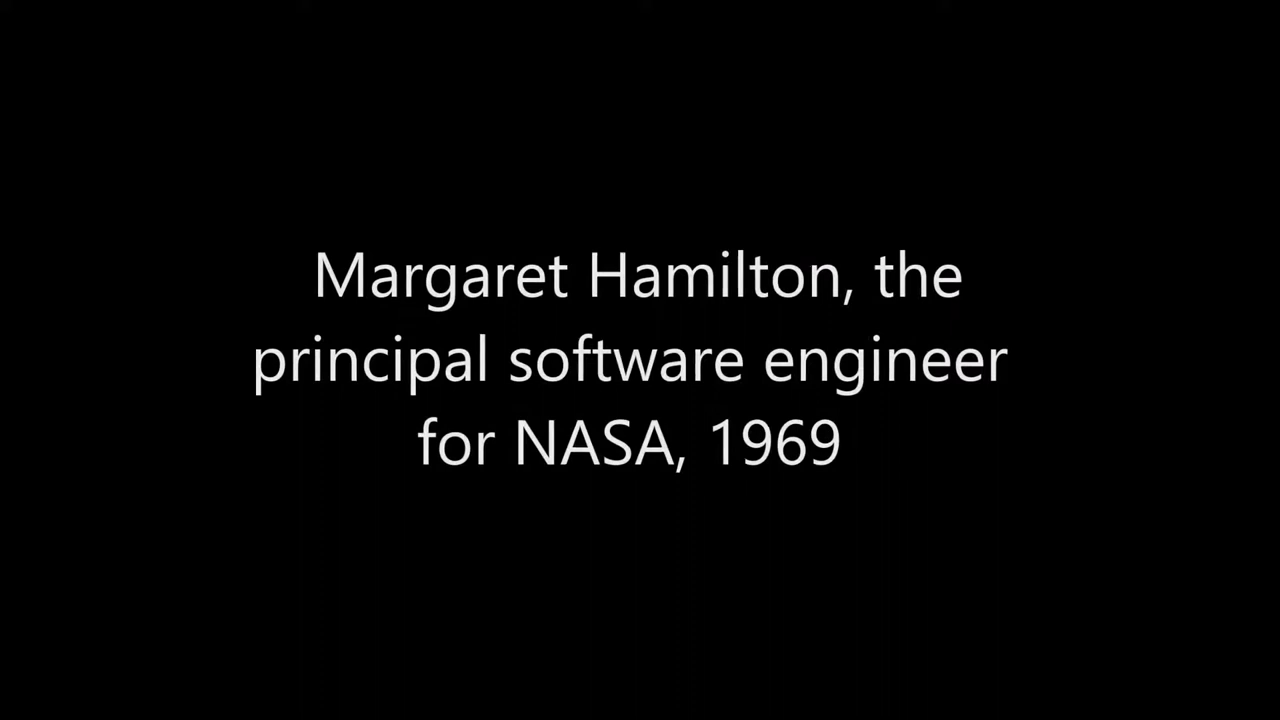 Margaret Hamilton, the
principal software engineer
for NASA, 1969